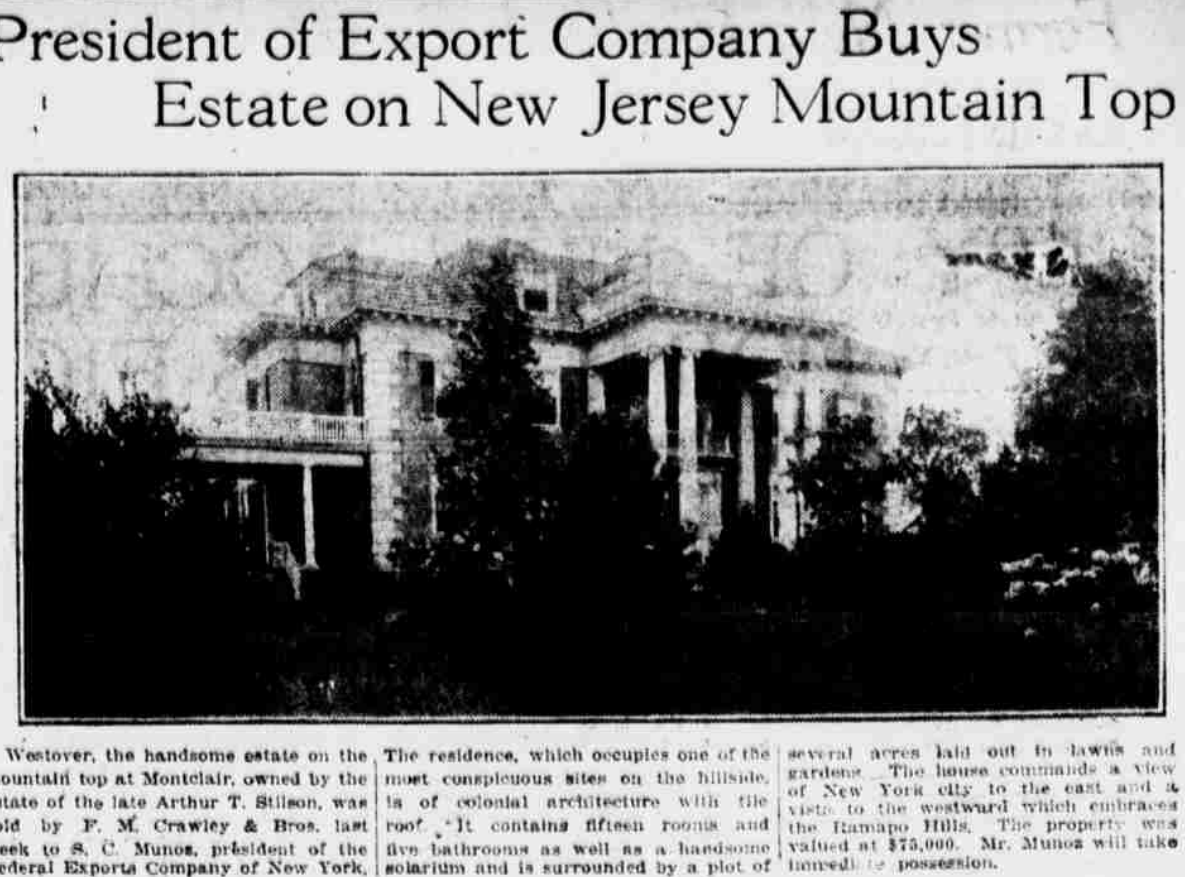 President of Export Company Buys
Estate on New Jersey Mountain Top
Westover, the handsome estate on the
ountain top at Montclair, owned by the
state of the late Arthur T. Stilson, was
old by F. M. Crawley & Bros. last
eek to S. C. Munoz, president of the
ederal Exports Company of New York.
The residence, which occupies one of the
most conspicuous sites on the hillside,
is of colonial architecture with tile
roof. It contains fifteen rooms and
five bathrooms as well as a handsome
solarium and is surrounded by a plot of
several acres laid out in lawns and
gardens. The house commands a view
of New York city to the east and a
vista to the westward which embraces
the Ramapo Hills. The property was
valued at $75,000. Mr. Munoz will take
possession.